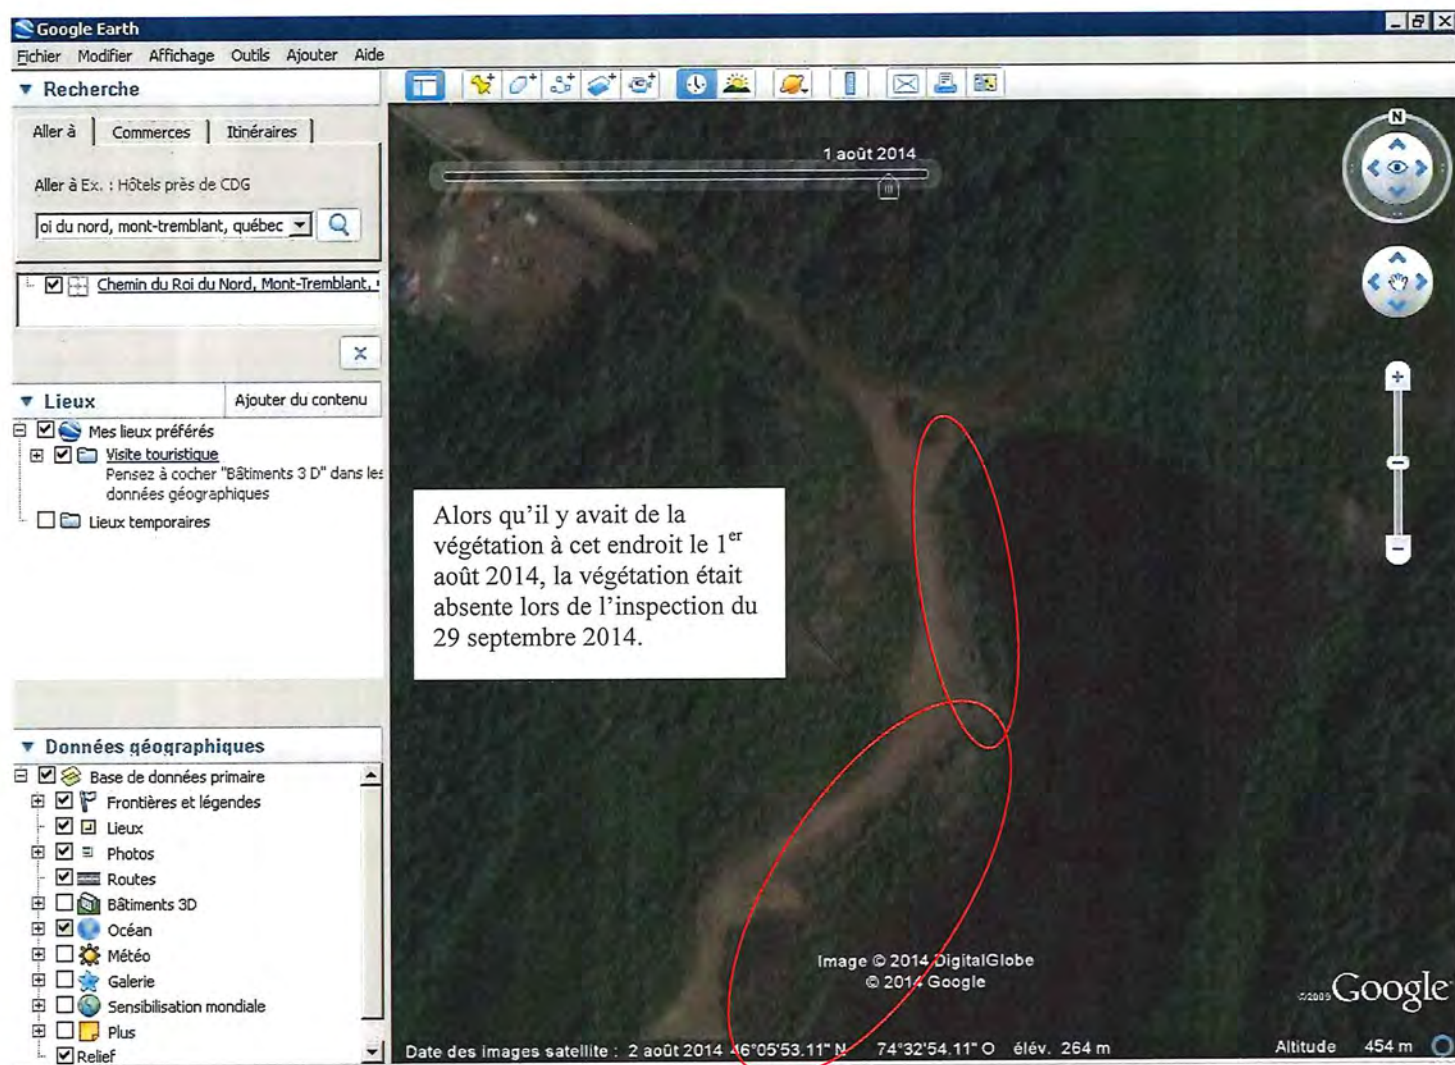 Google Earth
Fichier Modifier Affichage Outils Ajouter Aide
Recherche
Aller à Commerces Itinéraires
Aller à Ex. : Hôtels près de CDG
oi du nord, mont-tremblant, québec
Chemin du Roi du Nord, Mont-Tremblant,
Lieux Ajouter du contenu
Mes lieux préférés
Visite touristique
Pensez à cocher "Bâtiments 3 D" dans les
données géographiques
Lieux temporaires
Données géographiques
Base de données primaire
Frontières et légendes
Lieux
Photos
Routes
Bâtiments 3D
Océan
Météo
Galerie
Sensibilisation mondiale
Plus
Relief
1 août 2014
N
Alors qu'il y avait de la
végétation à cet endroit le 1er
août 2014, la végétation était
absente lors de l'inspection du
29 septembre 2014.
Image © 2014 DigitalGlobe
© 2014 Google
©2009 Google
Date des images satellite : 2 août 2014 46°05'53.11" N 74°32'54.11" O élév. 264 m Altitude 454 m